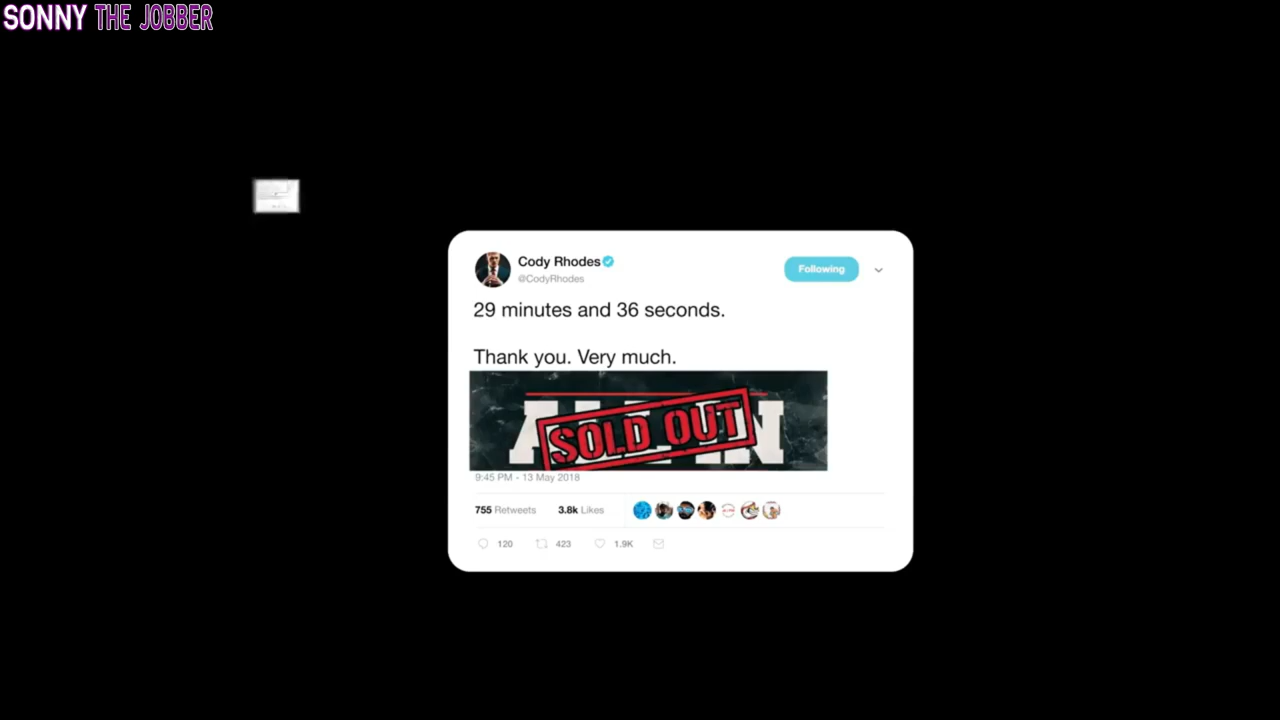 SONNY THE JOBBER
Cody Rhodes
@CodyRhodes
Following
29 minutes and 36 seconds.
Thank you. Very much.
SOLD OUT
9:45 PM - 13 May 2018
755 Retweets 3.8k Likes
120 423 1.9K